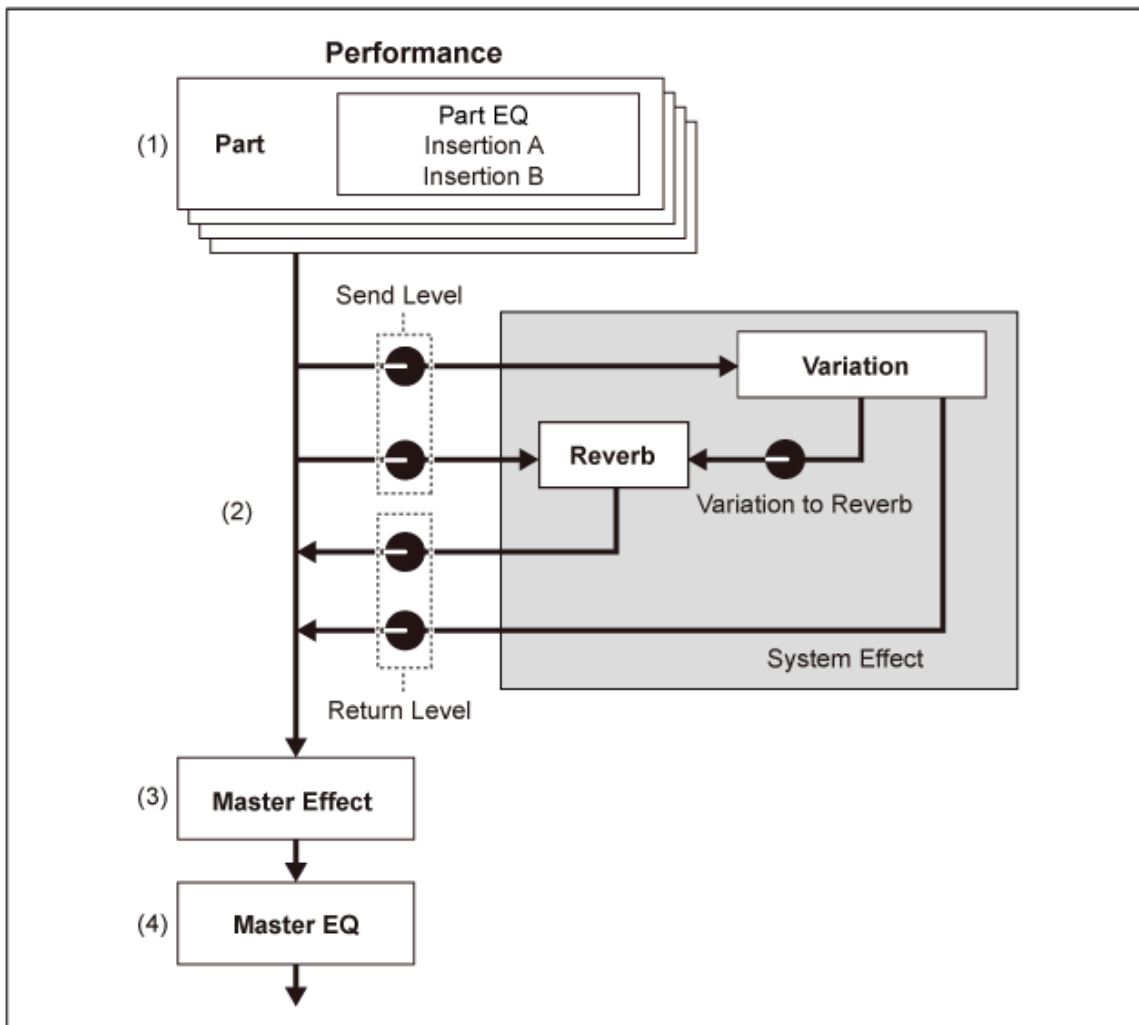 Performance
(1)
Part
Part EQ
Insertion A
Insertion B
Send Level
Variation
Reverb
Variation to Reverb
(2)
System Effect
Return Level
(3)
Master Effect
(4)
Master EQ